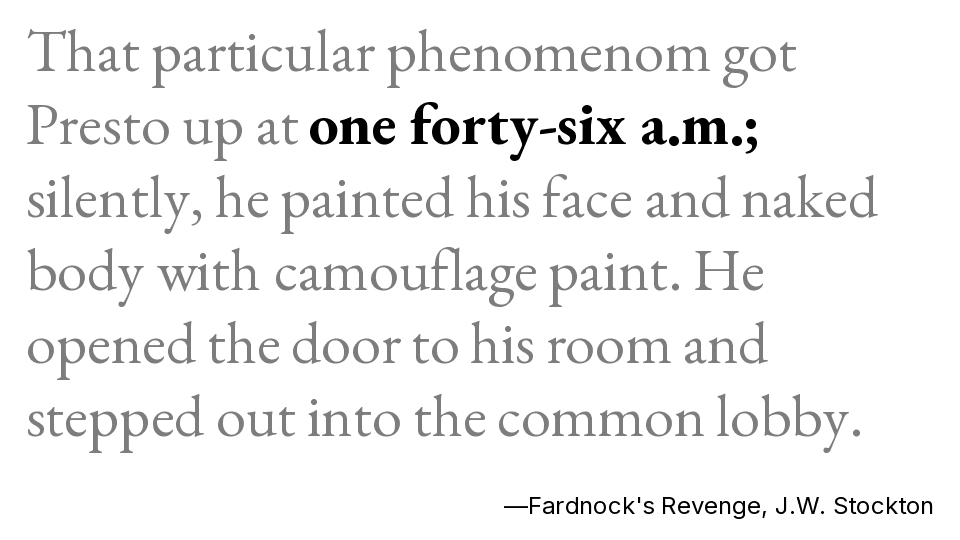 That particular phenomenom got
Presto up at one forty-six a.m.;
silently, he painted his face and naked
body with camouflage paint. He
opened the door to his room and
stepped out into the common lobby.
—Fardnock's Revenge, J.W. Stockton